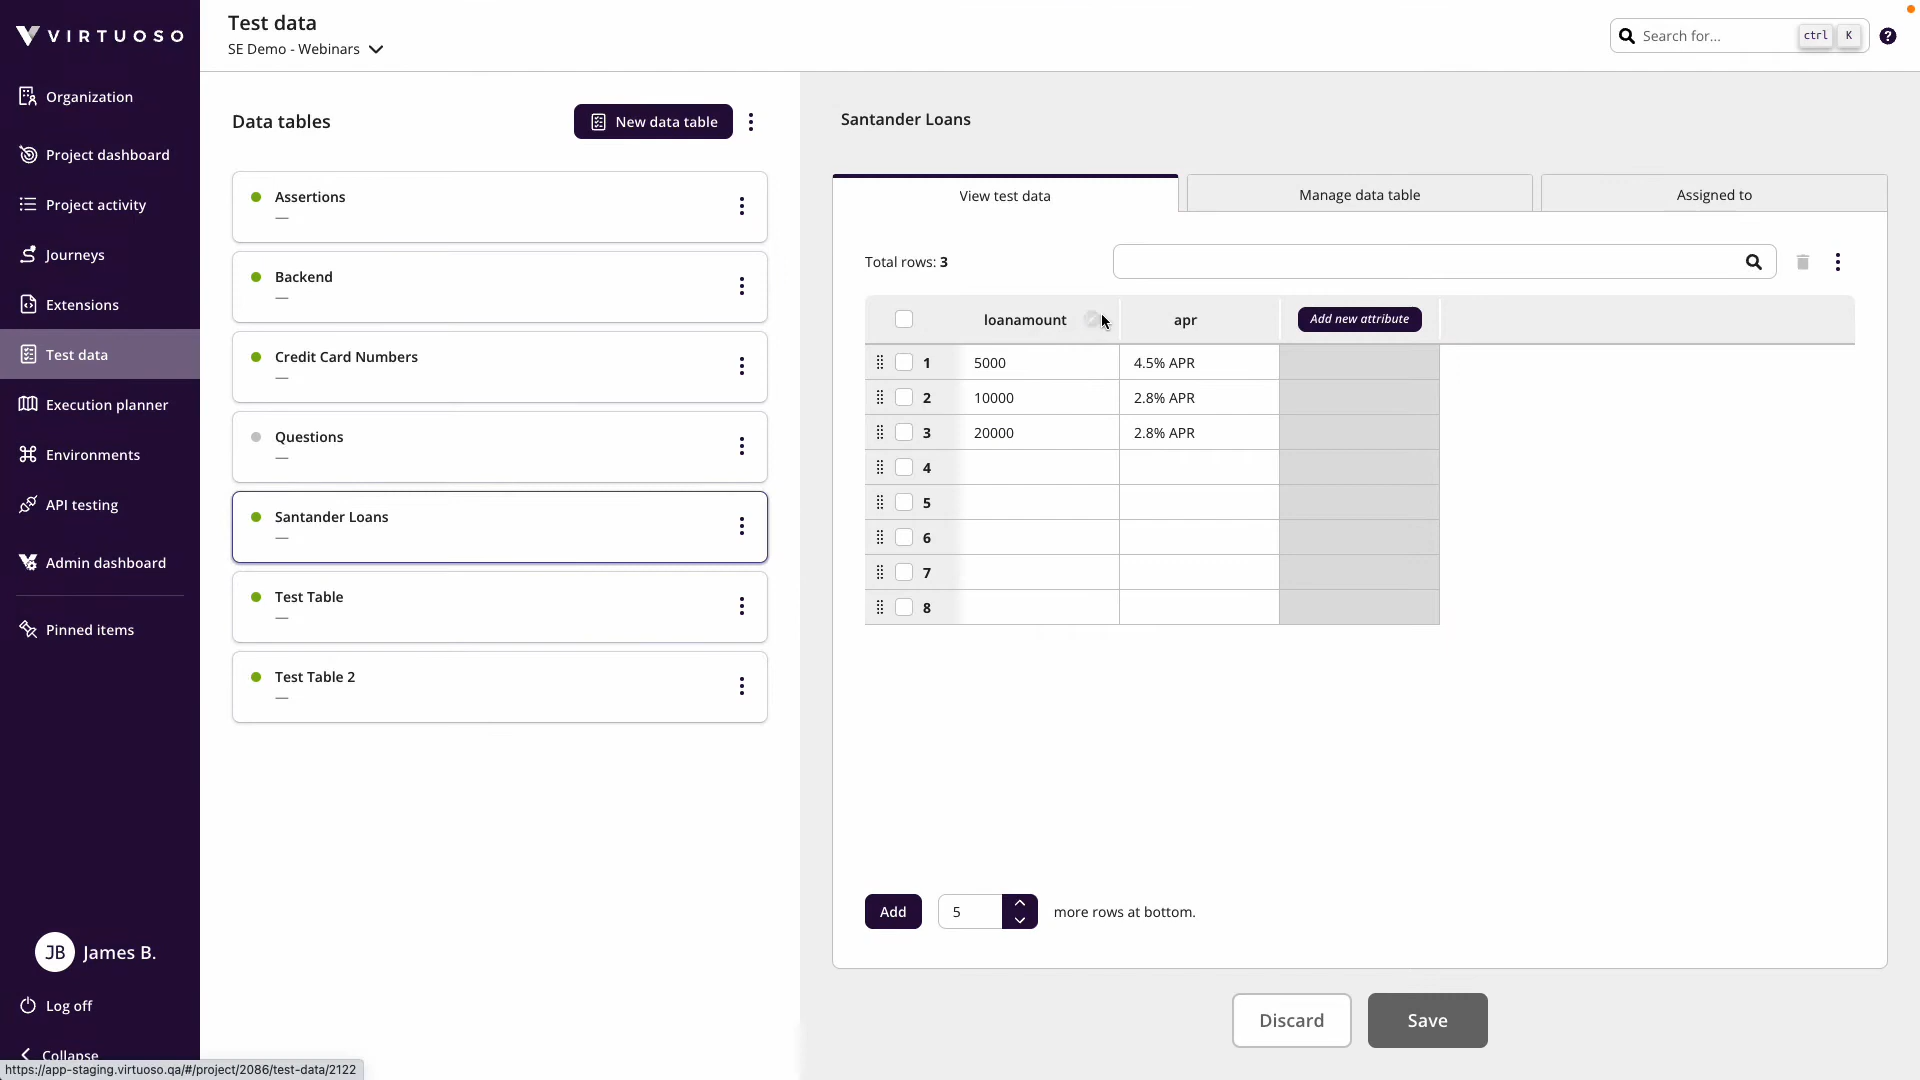 VIRTUOSO
Organization
Project dashboard
Project activity
Journeys
Extensions
Test data
Execution planner
Environments
API testing
Admin dashboard
Pinned items
JB James B.
Log off
Collapse
https://app-staging.virtuoso.qa/#/project/2086/test-data/2122
Test data
SE Demo - Webinars
Search for... ctrl K ?
Data tables
New data table
Assertions
—
Backend
—
Credit Card Numbers
—
Questions
—
Santander Loans
—
Test Table
—
Test Table 2
—
Santander Loans
View test data Manage data table Assigned to
Total rows: 3
loanamount apr Add new attribute
1 5000 4.5% APR
2 10000 2.8% APR
3 20000 2.8% APR
4
5
6
7
8
Add 5 more rows at bottom.
Discard Save